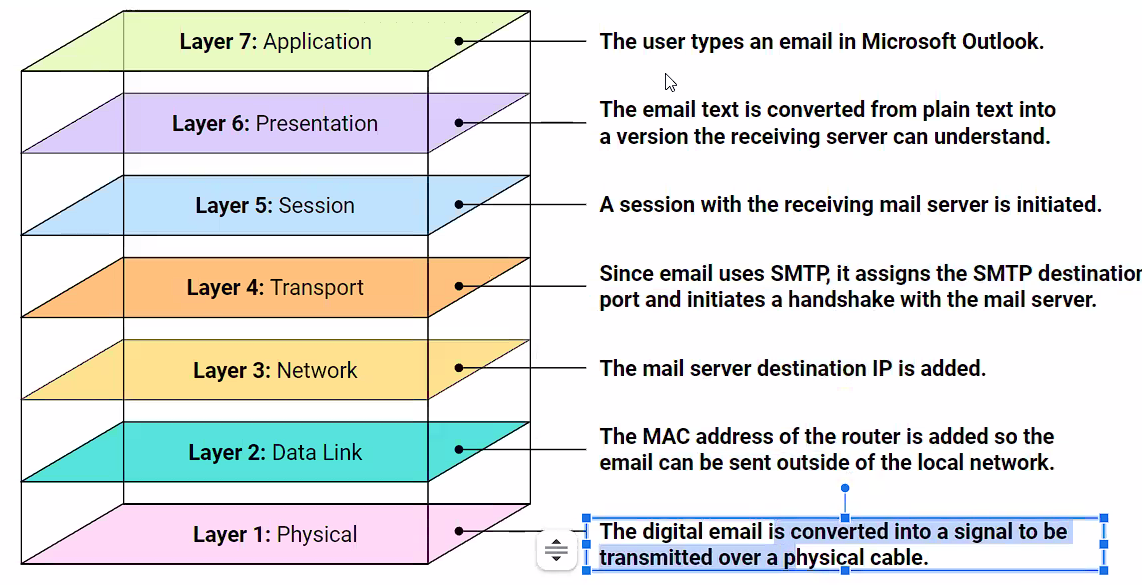 Layer 7: Application
The user types an email in Microsoft Outlook.
Layer 6: Presentation
The email text is converted from plain text into
a version the receiving server can understand.
Layer 5: Session
A session with the receiving mail server is initiated.
Layer 4: Transport
Since email uses SMTP, it assigns the SMTP destination
port and initiates a handshake with the mail server.
Layer 3: Network
The mail server destination IP is added.
Layer 2: Data Link
The MAC address of the router is added so the
email can be sent outside of the local network.
Layer 1: Physical
The digital email is converted into a signal to be
transmitted over a physical cable.